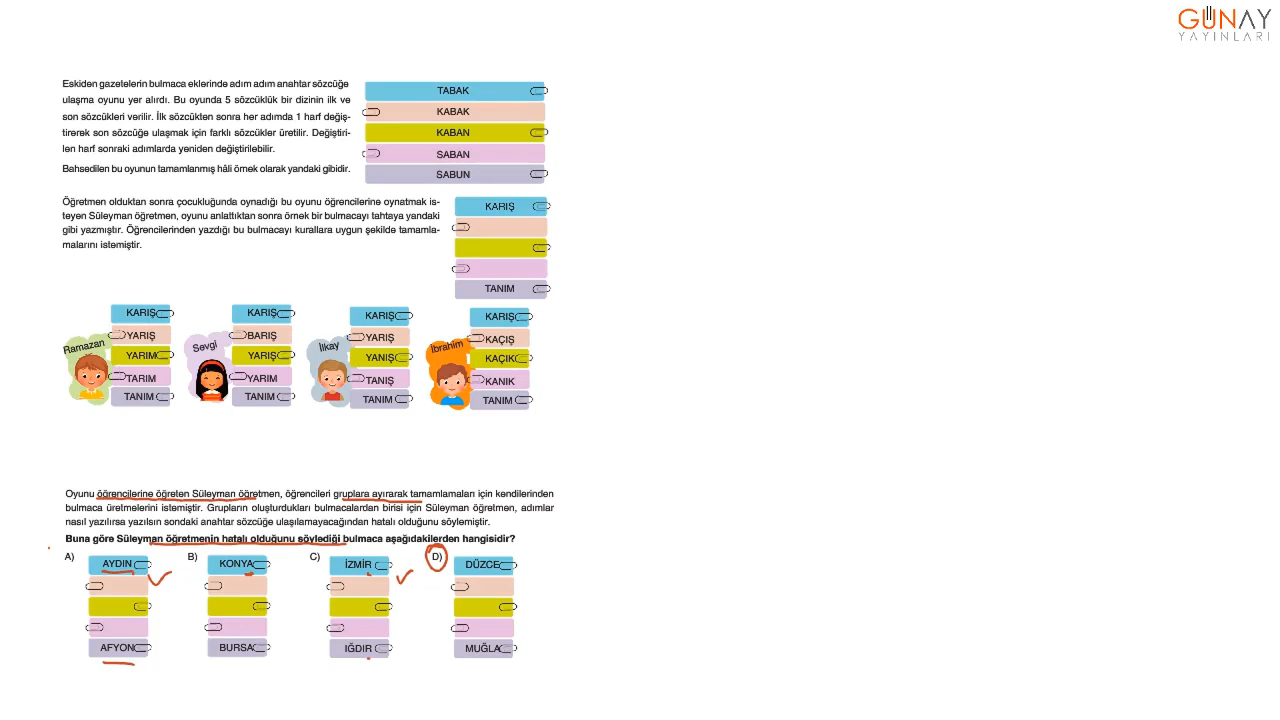 GÜNAY
YAYINLARI
Eskiden gazetelerin bulmaca eklerinde adım adım anahtar sözcüğe
ulaşma oyunu yer alırdı. Bu oyunda 5 sözcüklük bir dizinin ilk ve
son sözcükleri verilir. İlk sözcükten sonra her adımda 1 harf değiş-
tirerek son sözcüğe ulaşmak için farklı sözcükler üretilir. Değiştiri-
len harf sonraki adımlarda yeniden değiştirilebilir.
Bahsedilen bu oyunun tamamlanmış hâli örnek olarak yandaki gibidir.
TABAK
KABAK
KABAN
SABAN
SABUN
Öğretmen olduktan sonra çocukluğunda oynadığı bu oyunu öğrencilerine oynatmak is-
teyen Süleyman öğretmen, oyunu anlattıktan sonra örnek bir bulmacayı tahtaya yandaki
gibi yazmıştır. Öğrencilerinden yazdığı bu bulmacayı kurallara uygun şekilde tamamla-
malarını istemiştir.
KARIŞ
TANIM
Ramazan
KARIŞ
YARIŞ
YARIM
TARIM
TANIM
Sevgi
KARIŞ
BARIŞ
YARIŞ
YARIM
TANIM
İlkay
KARIŞ
YARIŞ
YANIŞ
TANIŞ
TANIM
İbrahim
KARIŞ
KAÇIŞ
KAÇIK
KANIK
TANIM
Oyunu öğrencilerine öğreten Süleyman öğretmen, öğrencileri gruplara ayırarak tamamlamaları için kendilerinden
bulmaca üretmelerini istemiştir. Grupların oluşturdukları bulmacalardan birisi için Süleyman öğretmen, adımlar
nasıl yazılırsa yazılsın sondaki anahtar sözcüğe ulaşılamayacağından hatalı olduğunu söylemiştir.
Buna göre Süleyman öğretmenin hatalı olduğunu söylediği bulmaca aşağıdakilerden hangisidir?
A)
AYDIN
AFYON
B)
KONYA
BURSA
C)
İZMİR
IĞDIR
D)
DÜZCE
MUĞLA